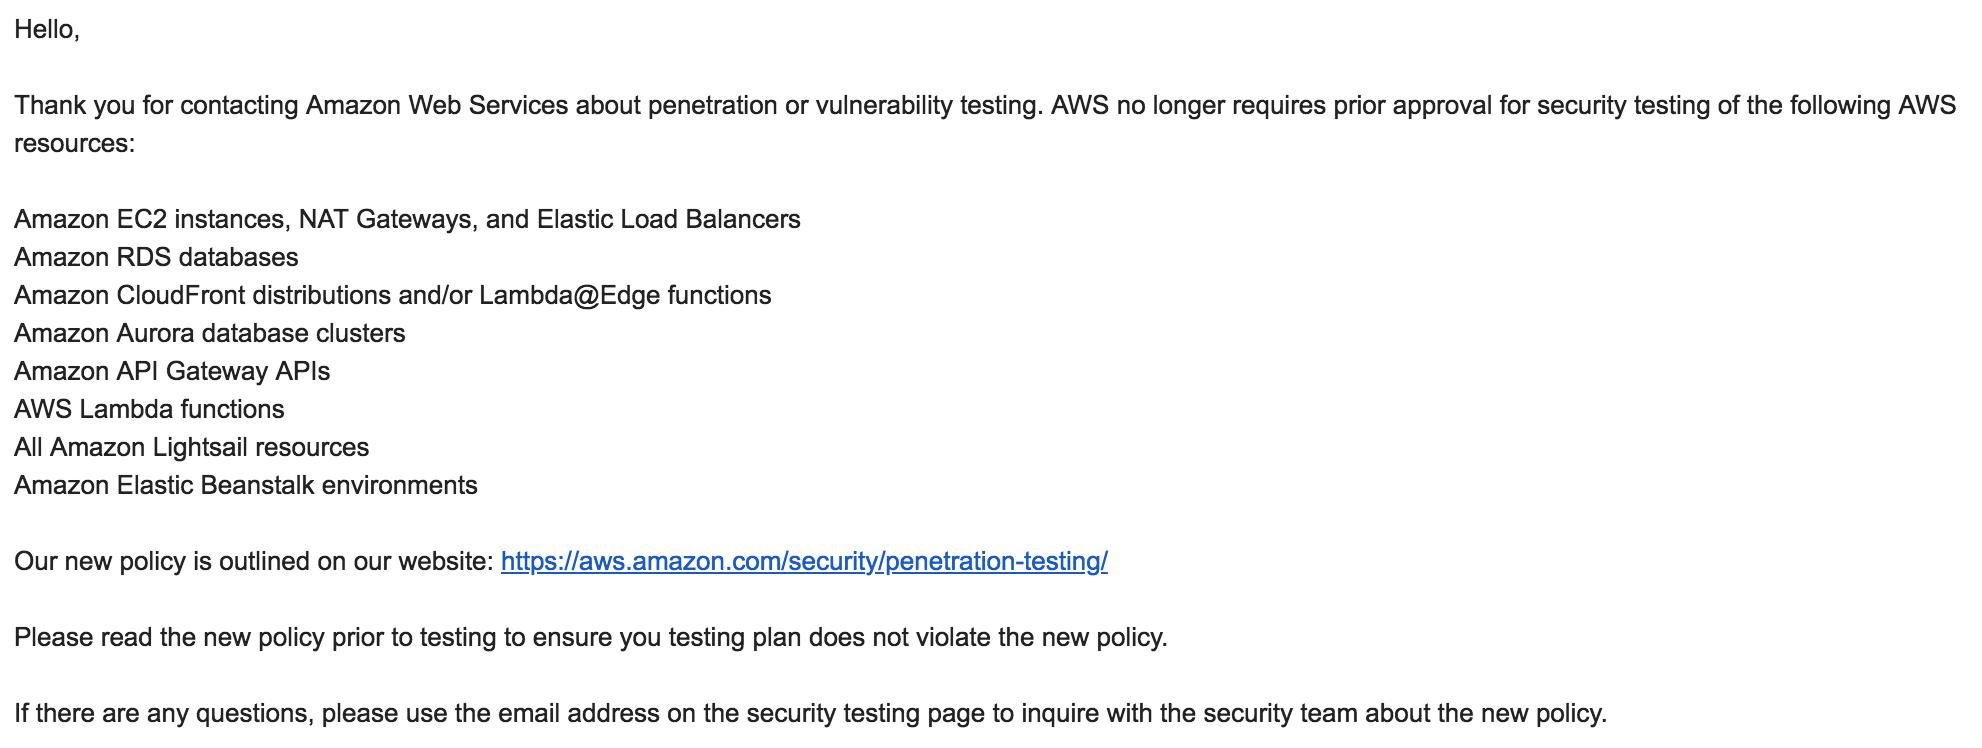 Hello,
Thank you for contacting Amazon Web Services about penetration or vulnerability testing. AWS no longer requires prior approval for security testing of the following AWS
resources:
Amazon EC2 instances, NAT Gateways, and Elastic Load Balancers
Amazon RDS databases
Amazon CloudFront distributions and/or Lambda@Edge functions
Amazon Aurora database clusters
Amazon API Gateway APIs
AWS Lambda functions
All Amazon Lightsail resources
Amazon Elastic Beanstalk environments
Our new policy is outlined on our website: https://aws.amazon.com/security/penetration-testing/
Please read the new policy prior to testing to ensure you testing plan does not violate the new policy.
If there are any questions, please use the email address on the security testing page to inquire with the security team about the new policy.